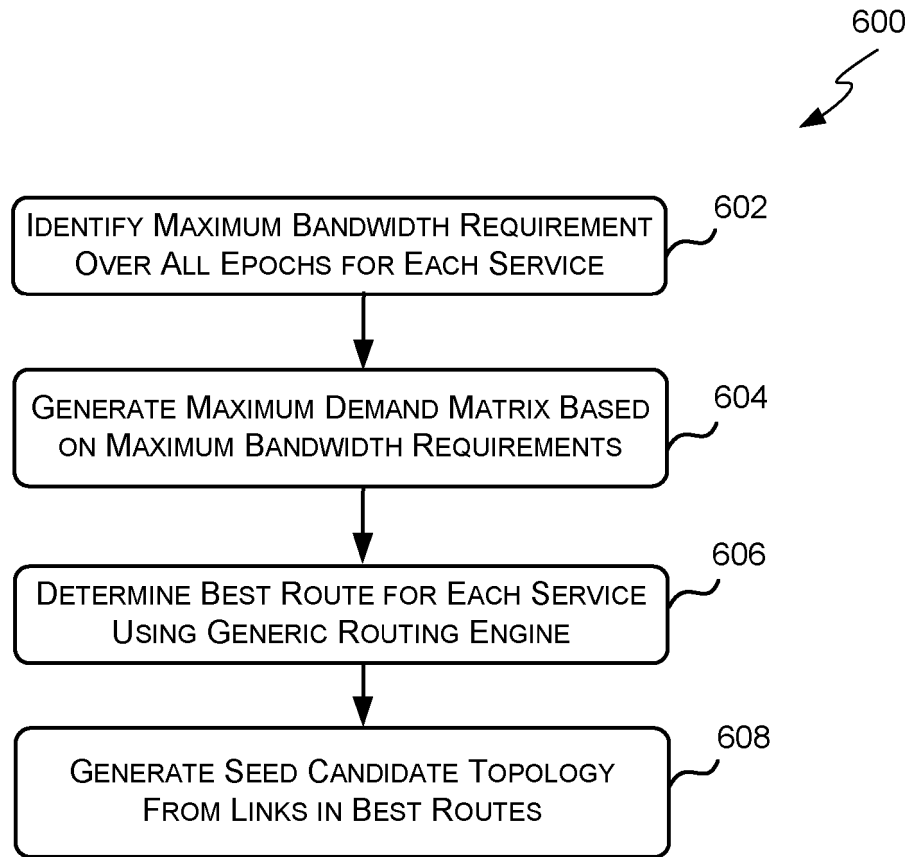 600
IDENTIFY MAXIMUM BANDWIDTH REQUIREMENT
OVER ALL EPOCHS FOR EACH SERVICE
602
GENERATE MAXIMUM DEMAND MATRIX BASED
ON MAXIMUM BANDWIDTH REQUIREMENTS
604
DETERMINE BEST ROUTE FOR EACH SERVICE
USING GENERIC ROUTING ENGINE
606
GENERATE SEED CANDIDATE TOPOLOGY
FROM LINKS IN BEST ROUTES
608